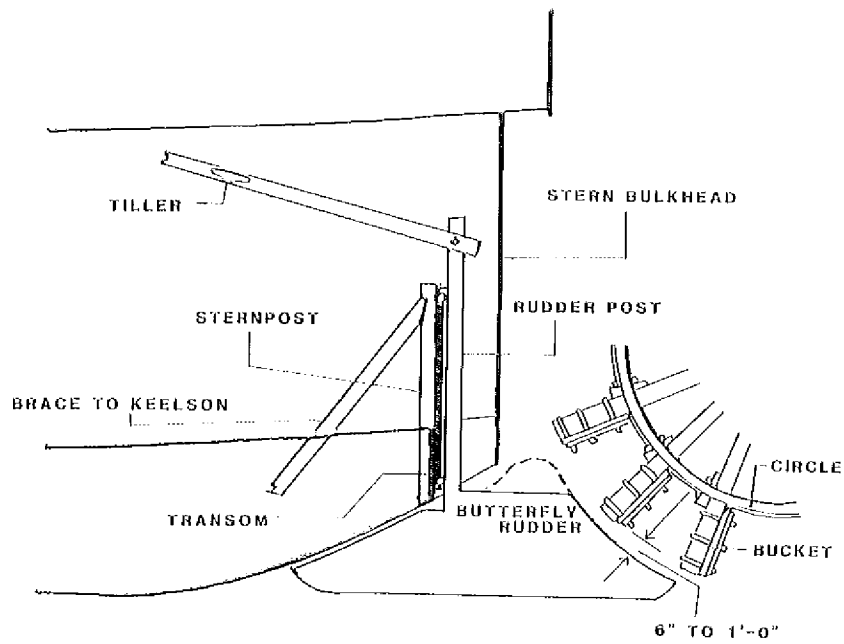 TILLER
STERN BULKHEAD
STERNPOST
RUDDER POST
BRACE TO KEELSON
CIRCLE
TRANSOM
BUTTERFLY
RUDDER
BUCKET
6" TO 1'-0"